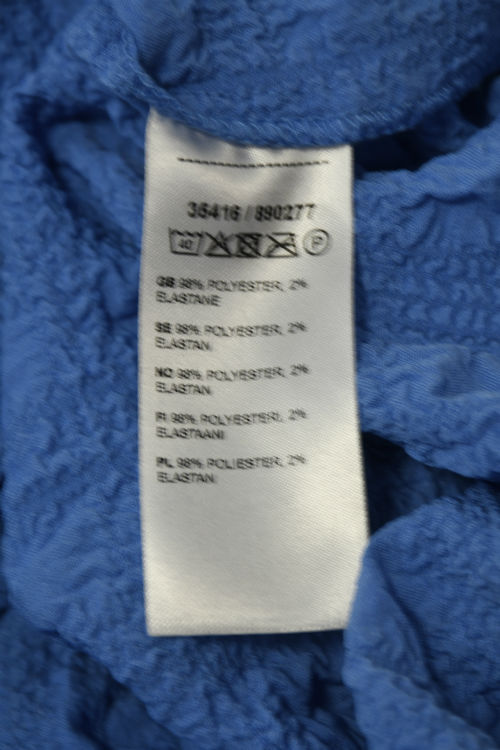 36416 / 890277
40 P
GB 98% POLYESTER, 2%
ELASTANE
SE 98% POLYESTER, 2%
ELASTAN
NO 98% POLYESTER, 2%
ELASTAN
FI 98% POLYESTERI, 2%
ELASTAANI
PL 98% POLIESTER, 2%
ELASTAN